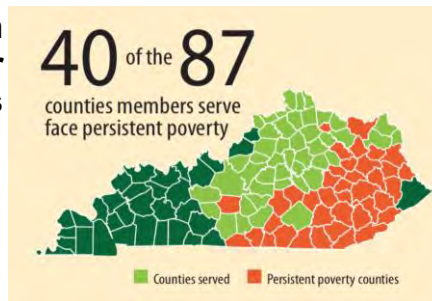 40 of the 87
counties members serve
face persistent poverty
Counties served
Persistent poverty counties